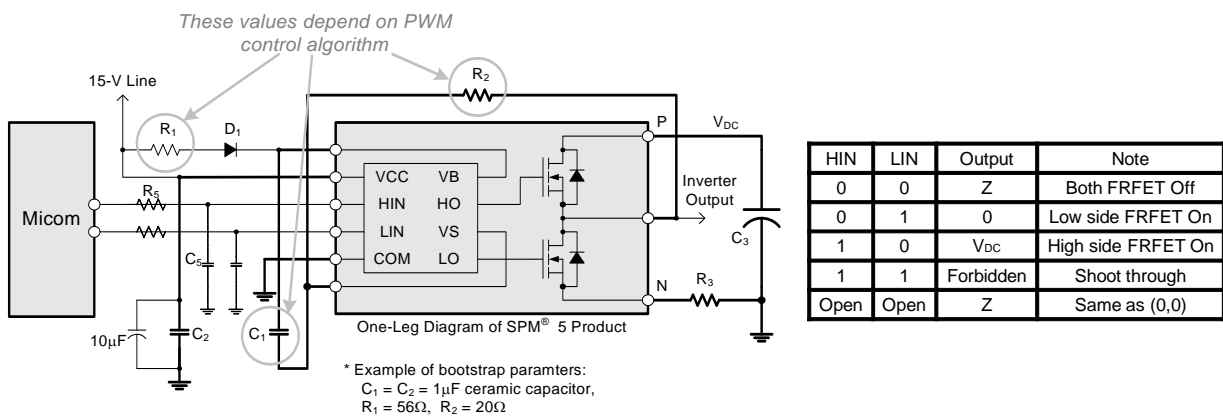 These values depend on PWM
control algorithm
R2
15-V Line
R1
D1
P
VDC
Micom
R5
C5
10μF
C2
C1
VCC VB
HIN HO
LIN VS
COM LO
Inverter
Output
C3
N
R3
One-Leg Diagram of SPM® 5 Product
* Example of bootstrap paramters:
C1 = C2 = 1μF ceramic capacitor,
R1 = 56Ω, R2 = 20Ω
HIN LIN Output Note
0 0 Z Both FRFET Off
0 1 0 Low side FRFET On
1 0 VDC High side FRFET On
1 1 Forbidden Shoot through
Open Open Z Same as (0,0)